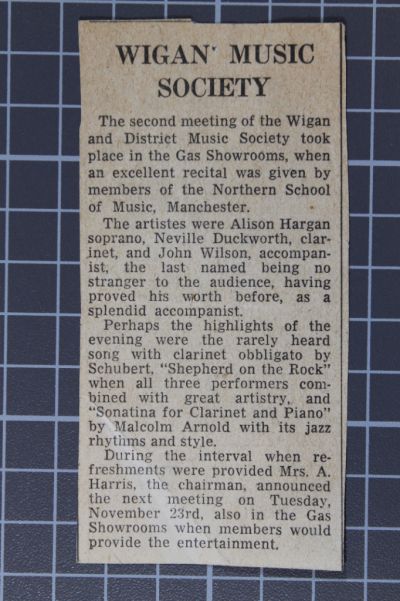 WIGAN MUSIC
SOCIETY
The second meeting of the Wigan
and District Music Society took
place in the Gas Showrooms, when
an excellent recital was given by
members of the Northern School
of Music, Manchester.
The artistes were Alison Hargan
soprano, Neville Duckworth, clar-
inet, and John Wilson, accompan-
ist, the last named being no
stranger to the audience, having
proved his worth before, as a
splendid accompanist.
Perhaps the highlights of the
evening were the rarely heard
song with clarinet obbligato by
Schubert, "Shepherd on the Rock"
when all three performers com-
bined with great artistry, and
"Sonatina for Clarinet and Piano"
by Malcolm Arnold with its jazz
rhythms and style.
During the interval when re-
freshments were provided Mrs. A.
Harris, the chairman, announced
the next meeting on Tuesday,
November 23rd, also in the Gas
Showrooms when members would
provide the entertainment.